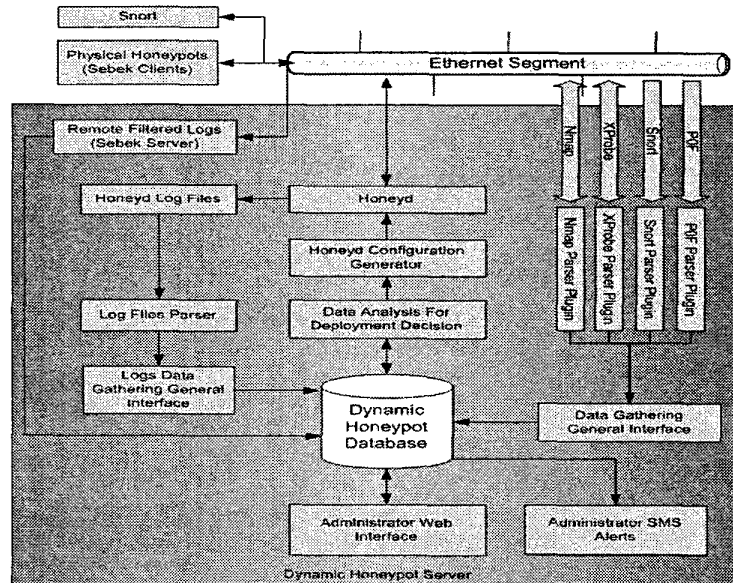 Snort
Physical Honeypots
(Sebek Clients)
Ethernet Segment
Remote Filtered Logs
(Sebek Server)
Nmap
XProbe
Snort
P0F
Honeyd Log Files
Honeyd
Nmap Parser Plugin
XProbe Parser Plugin
Snort Parser Plugin
P0F Parser Plugin
Honeyd Configuration
Generator
Log Files Parser
Data Analysis For
Deployment Decision
Logs Data
Gathering General
Interface
Dynamic
Honeypot
Database
Data Gathering
General Interface
Administrator Web
Interface
Administrator SMS
Alerts
Dynamic Honeypot Server